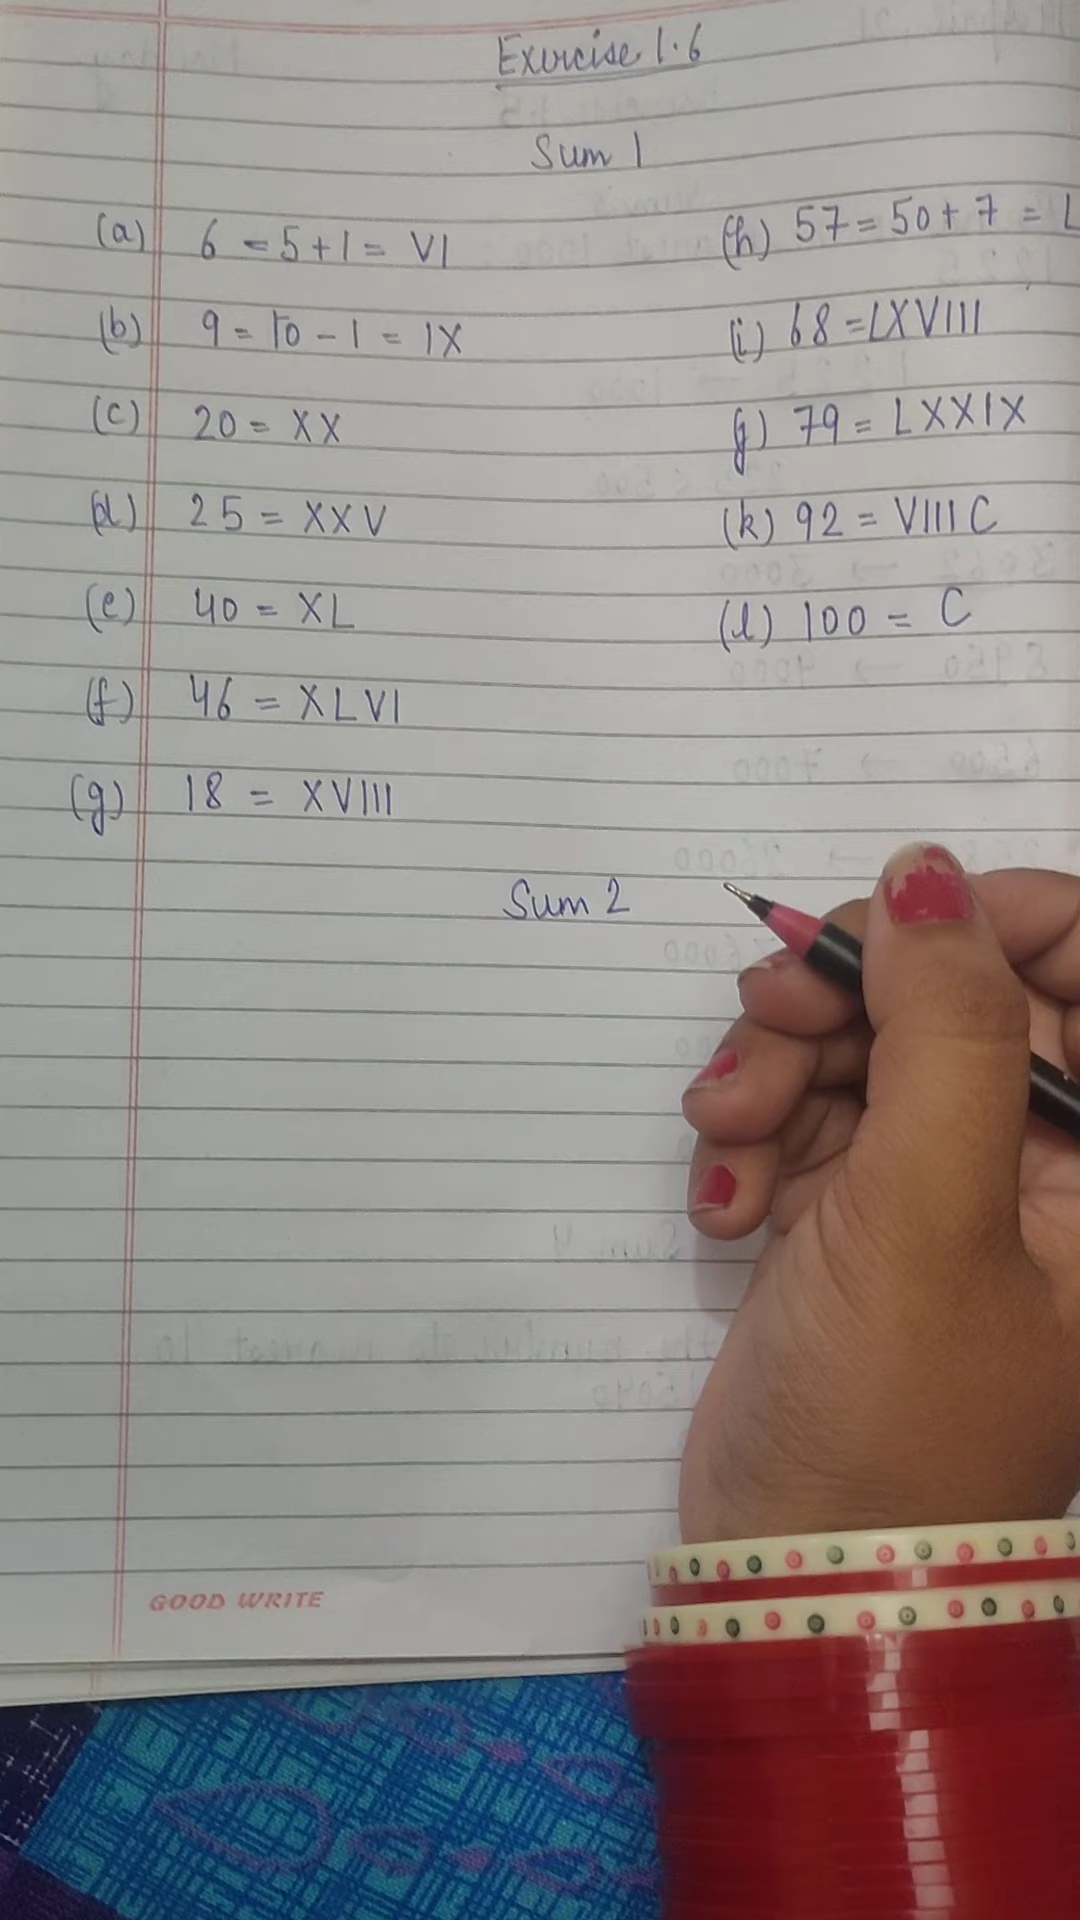 Exercise 1.6
Sum 1
(a) 6 = 5 + 1 = VI
(b) 9 = 10 - 1 = IX
(c) 20 = XX
(d) 25 = XXV
(e) 40 = XL
(f) 46 = XLVI
(g) 18 = XVIII
(h) 57 = 50 + 7 = L
(i) 68 = LXVIII
(j) 79 = LXXIX
(k) 92 = VIIIC
(l) 100 = C
Sum 2
GOOD WRITE